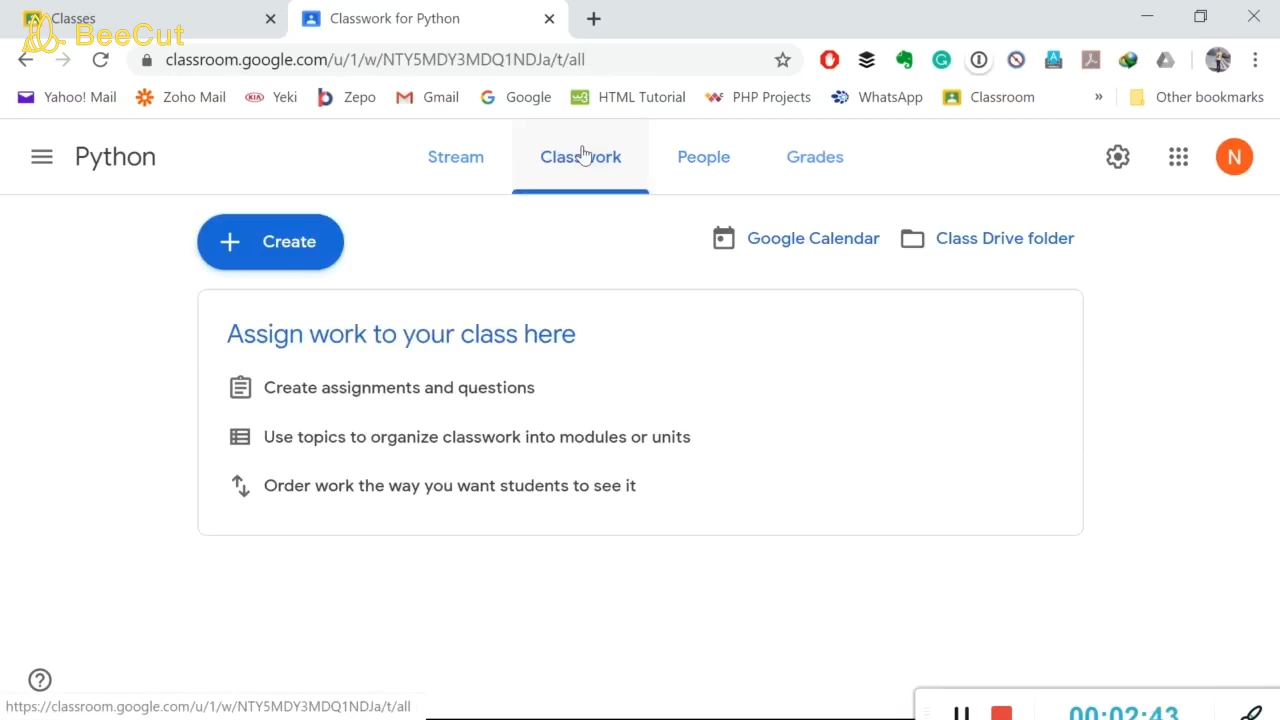 Classes
Classwork for Python
BeeCut
classroom.google.com/u/1/w/NTY5MDY3MDQ1NDJa/t/all
Yahoo! Mail Zoho Mail Yeki Zepo Gmail Google HTML Tutorial PHP Projects WhatsApp Classroom » Other bookmarks
Python Stream Classwork People Grades N
Create Google Calendar Class Drive folder
Assign work to your class here
Create assignments and questions
Use topics to organize classwork into modules or units
Order work the way you want students to see it
https://classroom.google.com/u/1/w/NTY5MDY3MDQ1NDJa/t/all
00:02:43